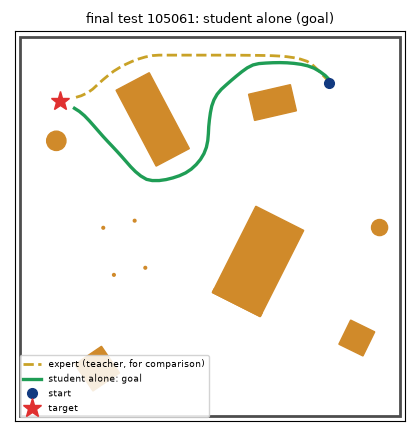 final test 105061: student alone (goal)
expert (teacher, for comparison)
student alone: goal
start
target